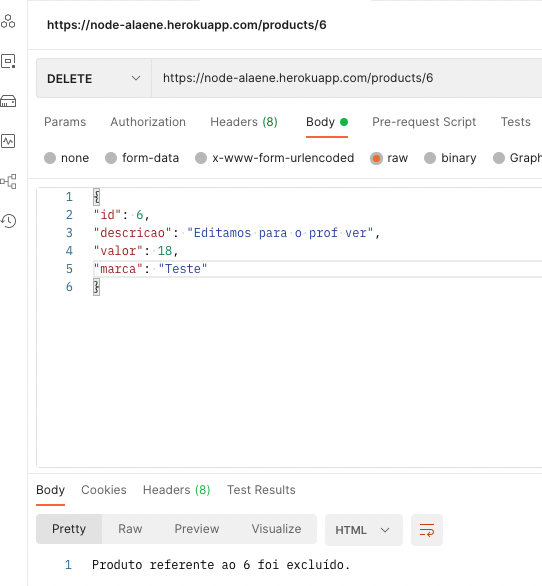 https://node-alaene.herokuapp.com/products/6
DELETE https://node-alaene.herokuapp.com/products/6
Params Authorization Headers (8) Body Pre-request Script Tests
none form-data x-www-form-urlencoded raw binary Graph
1 {
2 "id": 6,
3 "descricao": "Editamos para o prof ver",
4 "valor": 18,
5 "marca": "Teste"
6 }
Body Cookies Headers (8) Test Results
Pretty Raw Preview Visualize HTML
1 Produto referente ao 6 foi excluído.